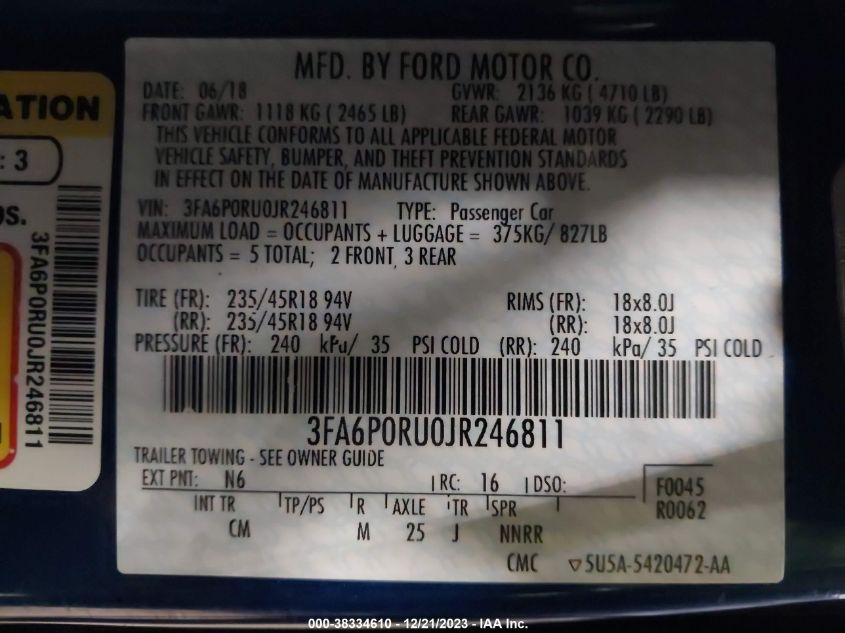 MFD. BY FORD MOTOR CO.
DATE: 06/18 GVWR: 2136 KG ( 4710 LB)
FRONT GAWR: 1118 KG ( 2465 LB) REAR GAWR: 1039 KG ( 2290 LB)
THIS VEHICLE CONFORMS TO ALL APPLICABLE FEDERAL MOTOR
VEHICLE SAFETY, BUMPER, AND THEFT PREVENTION STANDARDS
IN EFFECT ON THE DATE OF MANUFACTURE SHOWN ABOVE.
VIN: 3FA6P0RU0JR246811 TYPE: Passenger Car
MAXIMUM LOAD = OCCUPANTS + LUGGAGE = 375KG/ 827LB
OCCUPANTS = 5 TOTAL; 2 FRONT, 3 REAR
TIRE (FR): 235/45R18 94V RIMS (FR): 18x8.0J
(RR): 235/45R18 94V (RR): 18x8.0J
PRESSURE (FR): 240 kPa/ 35 PSI COLD (RR): 240 kPa/ 35 PSI COLD
3FA6P0RU0JR246811
TRAILER TOWING - SEE OWNER GUIDE
EXT PNT: N6 RC: 16 DSO: F0045
R0062
INT TR TP/PS R AXLE TR SPR
CM M 25 J NNRR
CMC ▽5U5A-5420472-AA
ATION
: 3
3FA6P0RU0JR246811
000-38334610 - 12/21/2023 - IAA Inc.